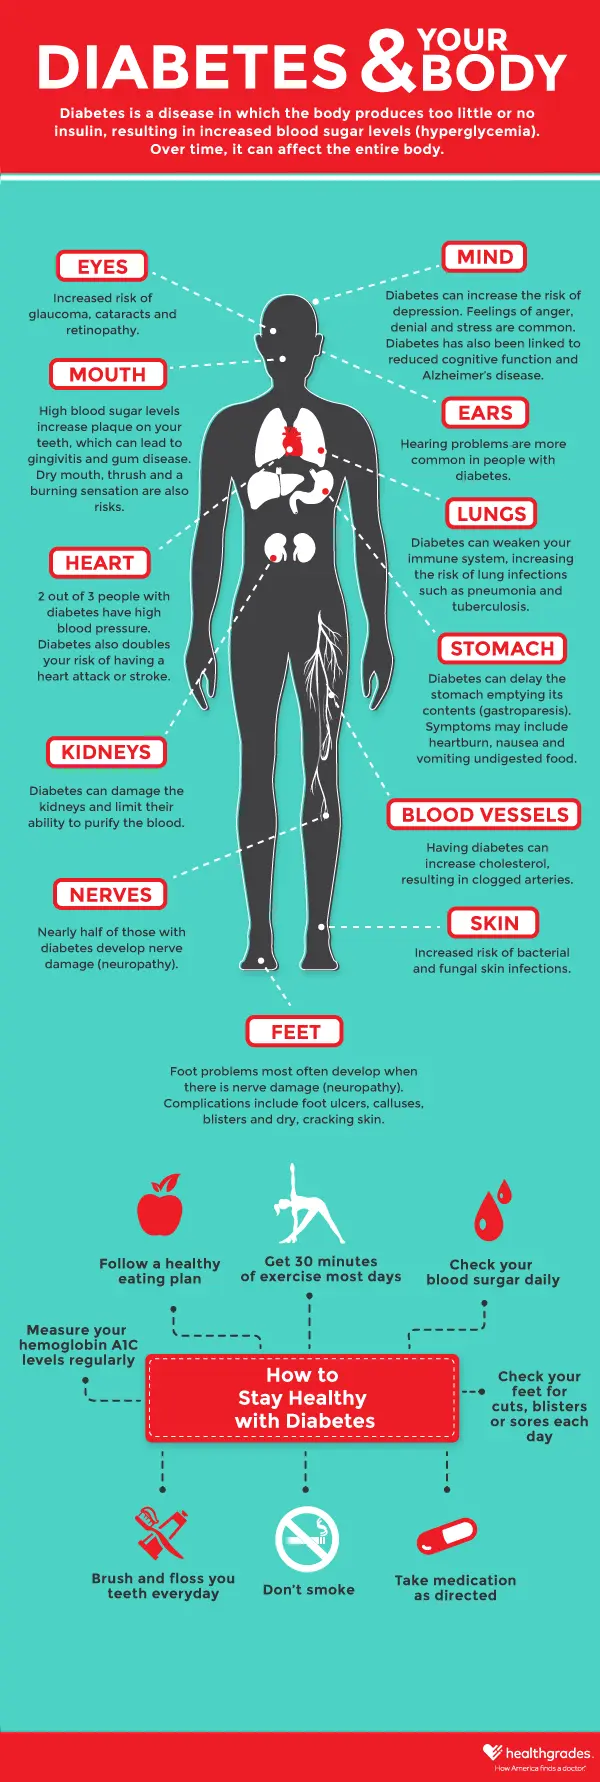 DIABETES & YOUR BODY
Diabetes is a disease in which the body produces too little or no
insulin, resulting in increased blood sugar levels (hyperglycemia).
Over time, it can affect the entire body.
EYES
Increased risk of
glaucoma, cataracts and
retinopathy.
MIND
Diabetes can increase the risk of
depression. Feelings of anger,
denial and stress are common.
Diabetes has also been linked to
reduced cognitive function and
Alzheimer's disease.
MOUTH
High blood sugar levels
increase plaque on your
teeth, which can lead to
gingivitis and gum disease.
Dry mouth, thrush and a
burning sensation are also
risks.
EARS
Hearing problems are more
common in people with
diabetes.
LUNGS
Diabetes can weaken your
immune system, increasing
the risk of lung infections
such as pneumonia and
tuberculosis.
HEART
2 out of 3 people with
diabetes have high
blood pressure.
Diabetes also doubles
your risk of having a
heart attack or stroke.
STOMACH
Diabetes can delay the
stomach emptying its
contents (gastroparesis).
Symptoms may include
heartburn, nausea and
vomiting undigested food.
KIDNEYS
Diabetes can damage the
kidneys and limit their
ability to purify the blood.
BLOOD VESSELS
Having diabetes can
increase cholesterol,
resulting in clogged arteries.
NERVES
Nearly half of those with
diabetes develop nerve
damage (neuropathy).
SKIN
Increased risk of bacterial
and fungal skin infections.
FEET
Foot problems most often develop when
there is nerve damage (neuropathy).
Complications include foot ulcers, calluses,
blisters and dry, cracking skin.
Follow a healthy
eating plan
Get 30 minutes
of exercise most days
Check your
blood surgar daily
Measure your
hemoglobin A1C
levels regularly
How to
Stay Healthy
with Diabetes
Check your
feet for
cuts, blisters
or sores each
day
Brush and floss you
teeth everyday
Don't smoke
Take medication
as directed
healthgrades.
How America finds a doctor.